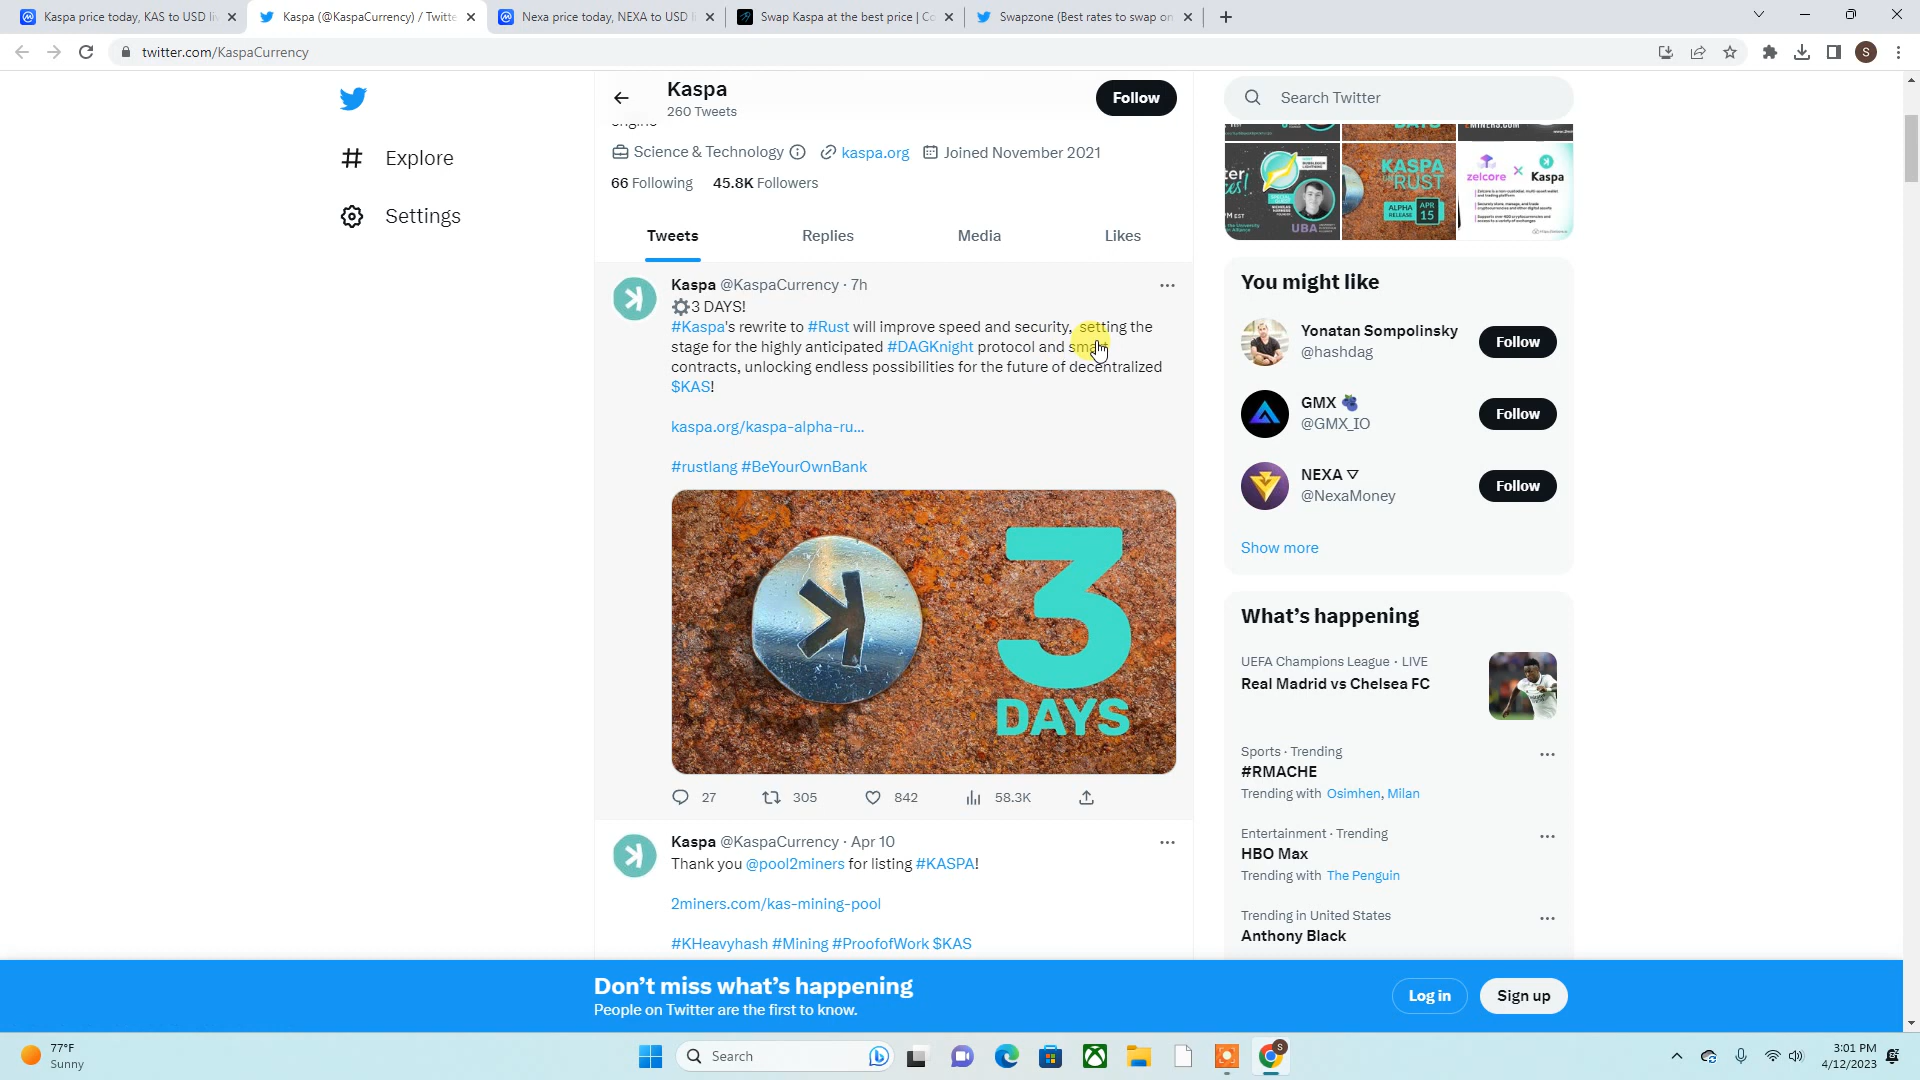 Kaspa price today, KAS to USD li
Kaspa (@KaspaCurrency) / Twitte
Nexa price today, NEXA to USD l
Swap Kaspa at the best price | C
Swapzone (Best rates to swap on
twitter.com/KaspaCurrency
S
Explore
Settings
Kaspa
260 Tweets
Follow
Science & Technology
kaspa.org
Joined November 2021
66 Following 45.8K Followers
Tweets Replies Media Likes
Kaspa @KaspaCurrency · 7h
3 DAYS!
#Kaspa's rewrite to #Rust will improve speed and security, setting the
stage for the highly anticipated #DAGKnight protocol and smart
contracts, unlocking endless possibilities for the future of decentralized
$KAS!
kaspa.org/kaspa-alpha-ru...
#rustlang #BeYourOwnBank
3
DAYS
27 305 842 58.3K
Kaspa @KaspaCurrency · Apr 10
Thank you @pool2miners for listing #KASPA!
2miners.com/kas-mining-pool
#KHeavyhash #Mining #ProofofWork $KAS
Search Twitter
UBA
KASPA
RUST
ALPHA
RELEASE
APR
15
zelcore X Kaspa
You might like
Yonatan Sompolinsky
@hashdag
Follow
GMX
@GMX_IO
Follow
NEXA ▽
@NexaMoney
Follow
Show more
What's happening
UEFA Champions League · LIVE
Real Madrid vs Chelsea FC
Sports · Trending
#RMACHE
Trending with Osimhen, Milan
Entertainment · Trending
HBO Max
Trending with The Penguin
Trending in United States
Anthony Black
Don't miss what's happening
People on Twitter are the first to know.
Log in
Sign up
77°F
Sunny
Search
S
3:01 PM
4/12/2023